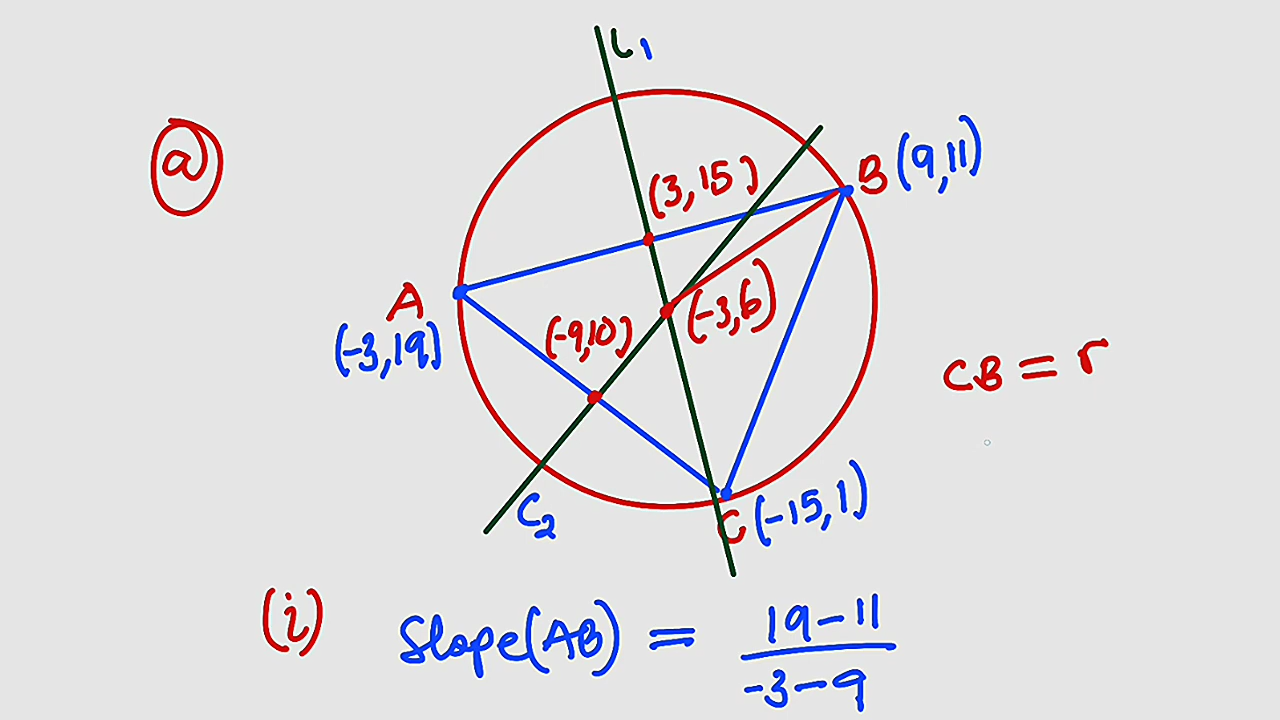 L1
a
(3,15)
B (9,11)
A
(-3,19)
(-9,10)
(-3,6)
CB = r
C2
C (-15,1)
(i) Slope(AB) = 19-11
-3-9